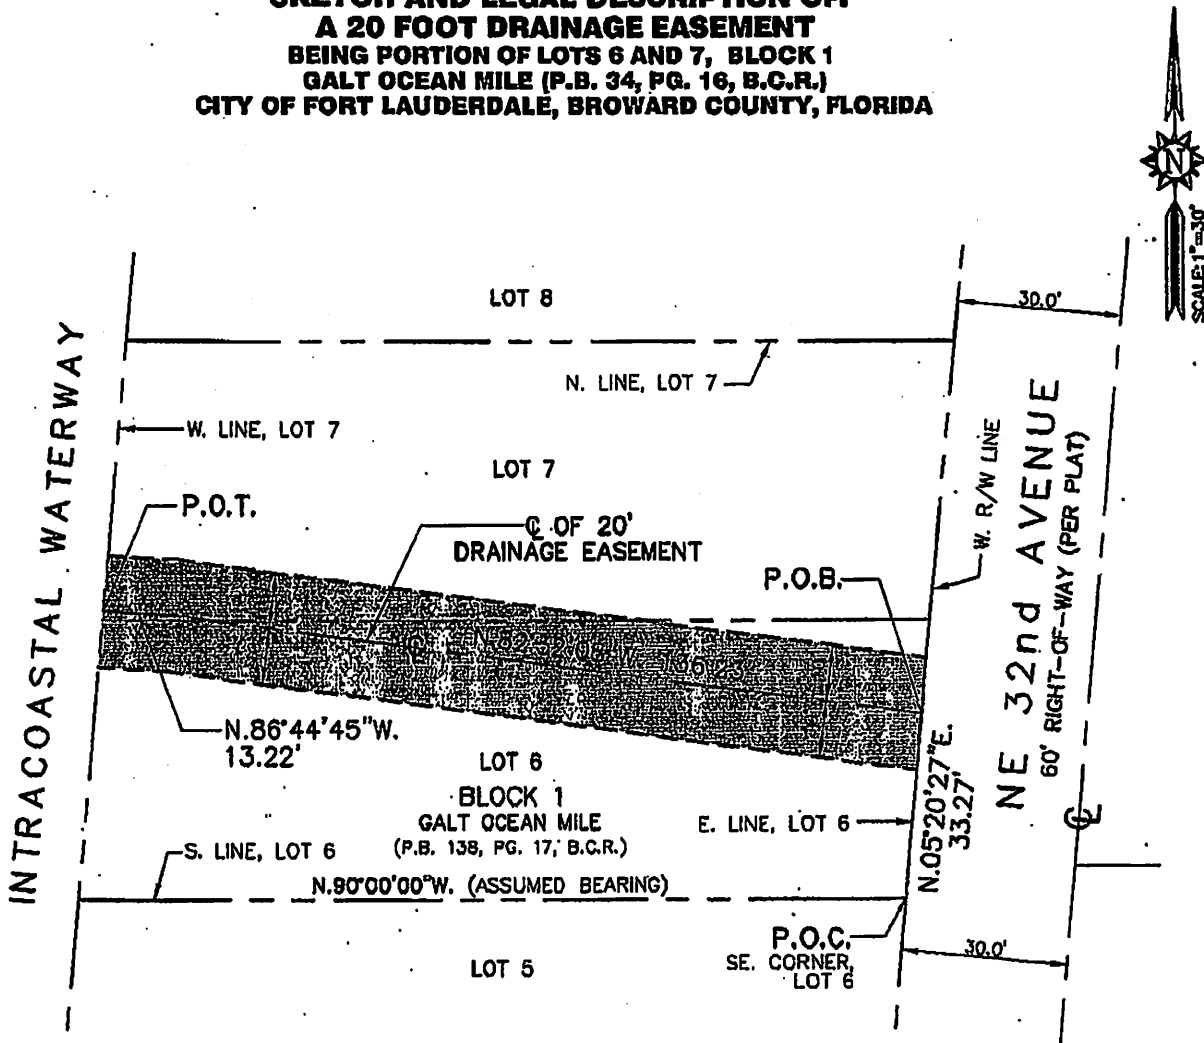 SKETCH AND LEGAL DESCRIPTION OF:
A 20 FOOT DRAINAGE EASEMENT
BEING PORTION OF LOTS 6 AND 7, BLOCK 1
GALT OCEAN MILE (P.B. 34, PG. 16, B.C.R.)
CITY OF FORT LAUDERDALE, BROWARD COUNTY, FLORIDA
N
SCALE:1"=30'
LOT 8
30.0'
N. LINE, LOT 7
W. LINE, LOT 7
LOT 7
INTRACOASTAL WATERWAY
W. R/W LINE
NE 32nd AVENUE
60' RIGHT-OF-WAY (PER PLAT)
P.O.T.
℄ OF 20'
DRAINAGE EASEMENT
P.O.B.
℄
N.86°44'45"W.
13.22'
LOT 6
BLOCK 1
GALT OCEAN MILE
(P.B. 138, PG. 17, B.C.R.)
E. LINE, LOT 6
N.05°20'27"E.
33.27'
℄
S. LINE, LOT 6
N.90°00'00"W. (ASSUMED BEARING)
P.O.C.
SE. CORNER,
LOT 6
30.0'
LOT 5